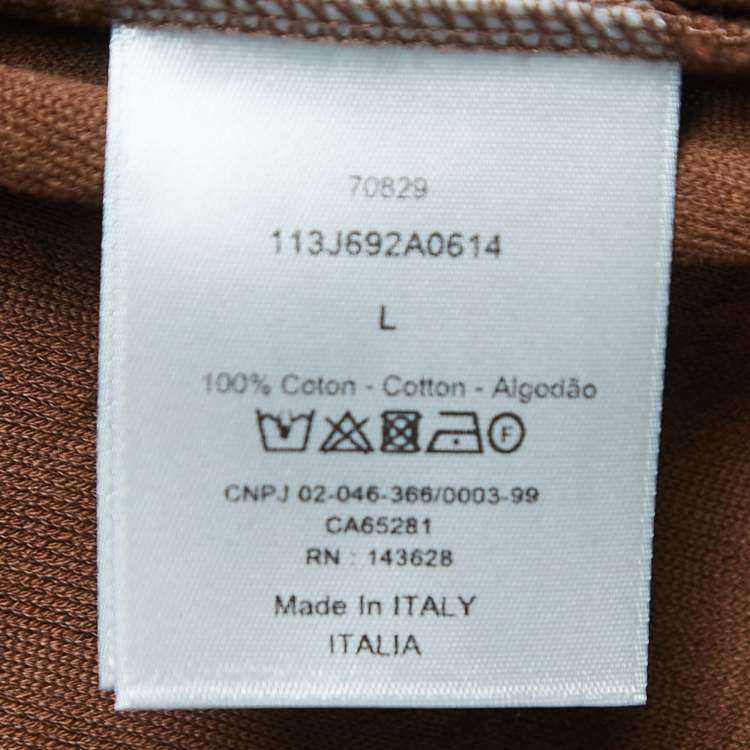 70829
113J692A0614
L
100% Coton - Cotton - Algodão
F
CNPJ 02-046-366/0003-99
CA65281
RN : 143628
Made In ITALY
ITALIA